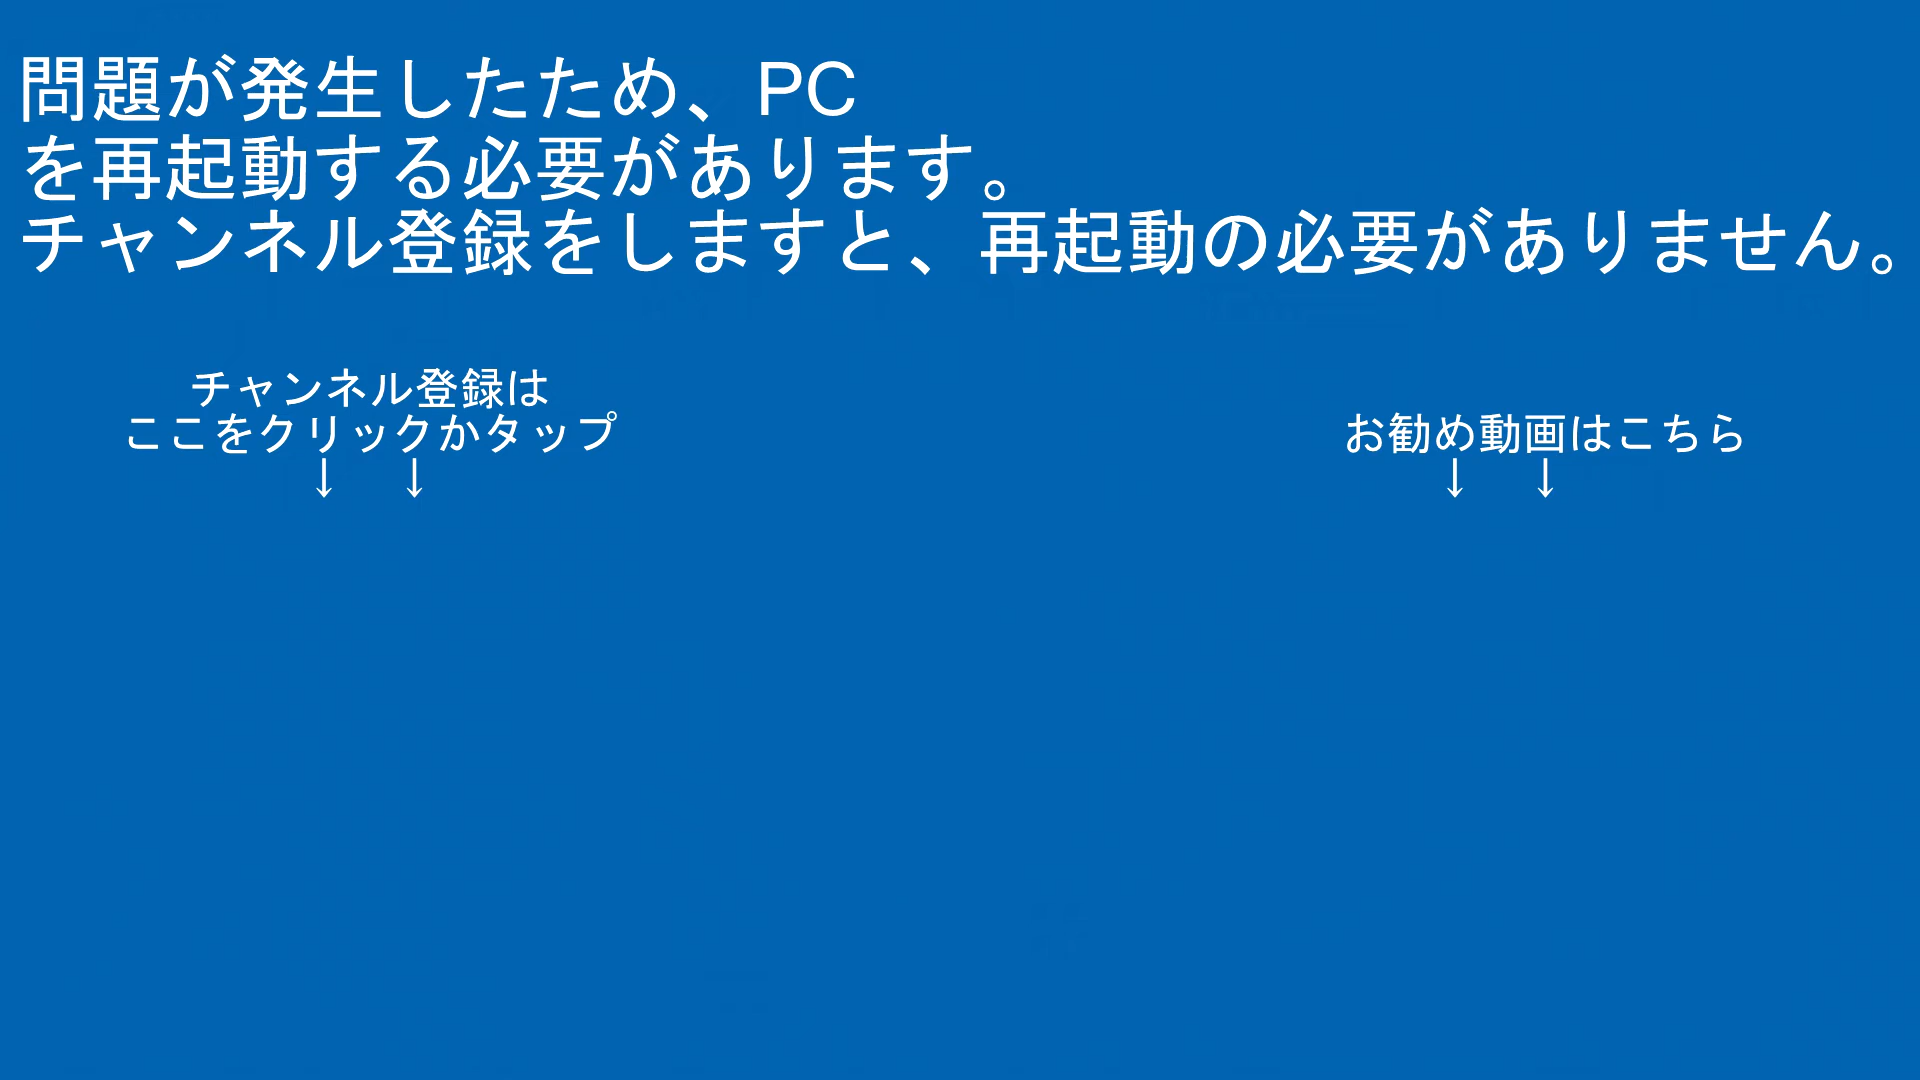 問題が発生したため、PC
を再起動する必要があります。
チャンネル登録をしますと、再起動の必要がありません。
チャンネル登録は
ここをクリックかタップ
↓　↓
お勧め動画はこちら
↓　↓